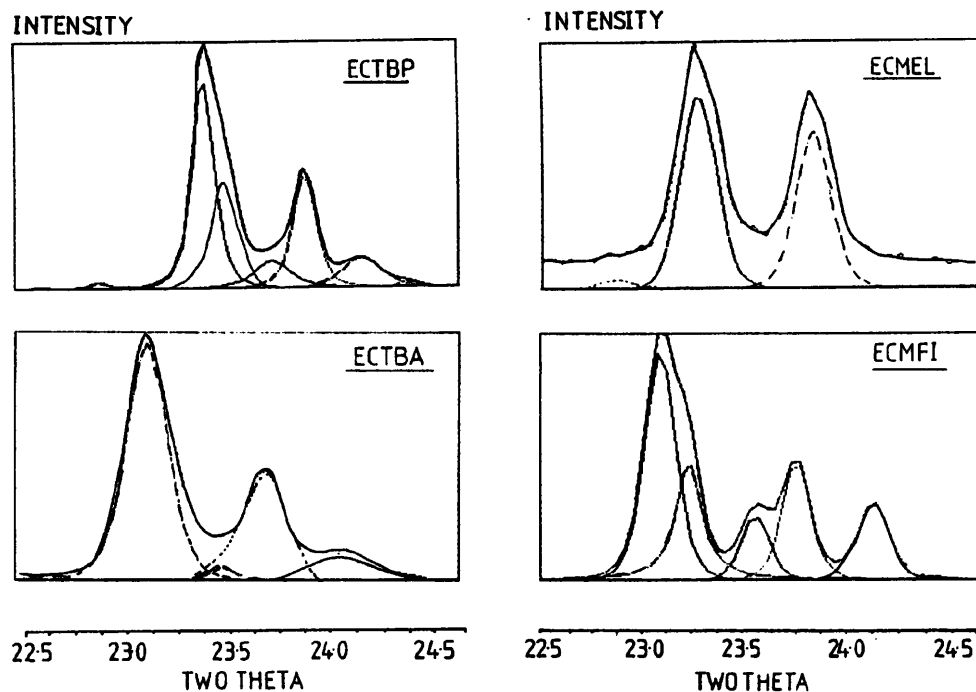 INTENSITY
ECTBP
INTENSITY
ECMEL
ECTBA
ECMFI
22·5 23·0 23·5 24·0 24·5
TWO THETA
22·5 23·0 23·5 24·0 24·5
TWO THETA